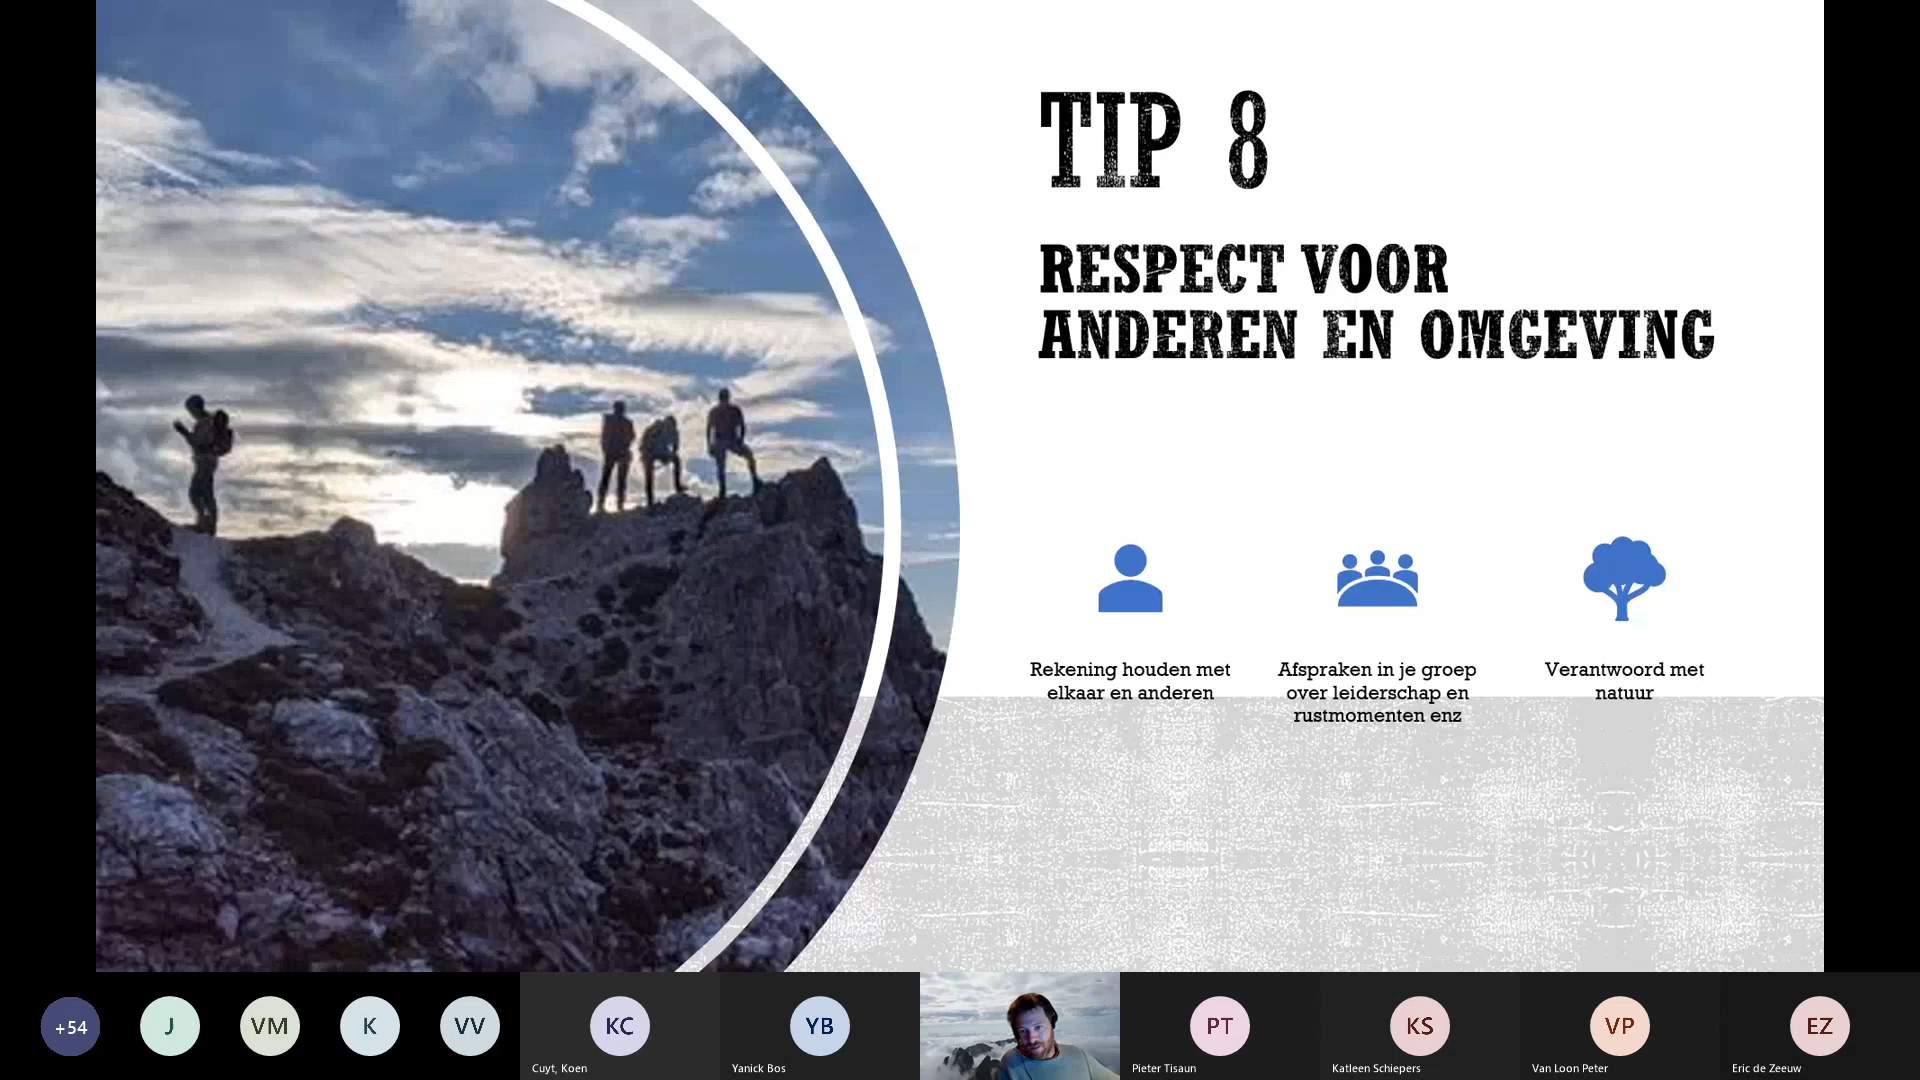 TIP 8
RESPECT VOOR
ANDEREN EN OMGEVING
Rekening houden met
elkaar en anderen
Afspraken in je groep
over leiderschap en
rustmomenten enz
Verantwoord met
natuur
+54
J
VM
K
VV
KC
Cuyt, Koen
YB
Yanick Bos
PT
Pieter Tisaun
KS
Katleen Schiepers
VP
Van Loon Peter
EZ
Eric de Zeeuw